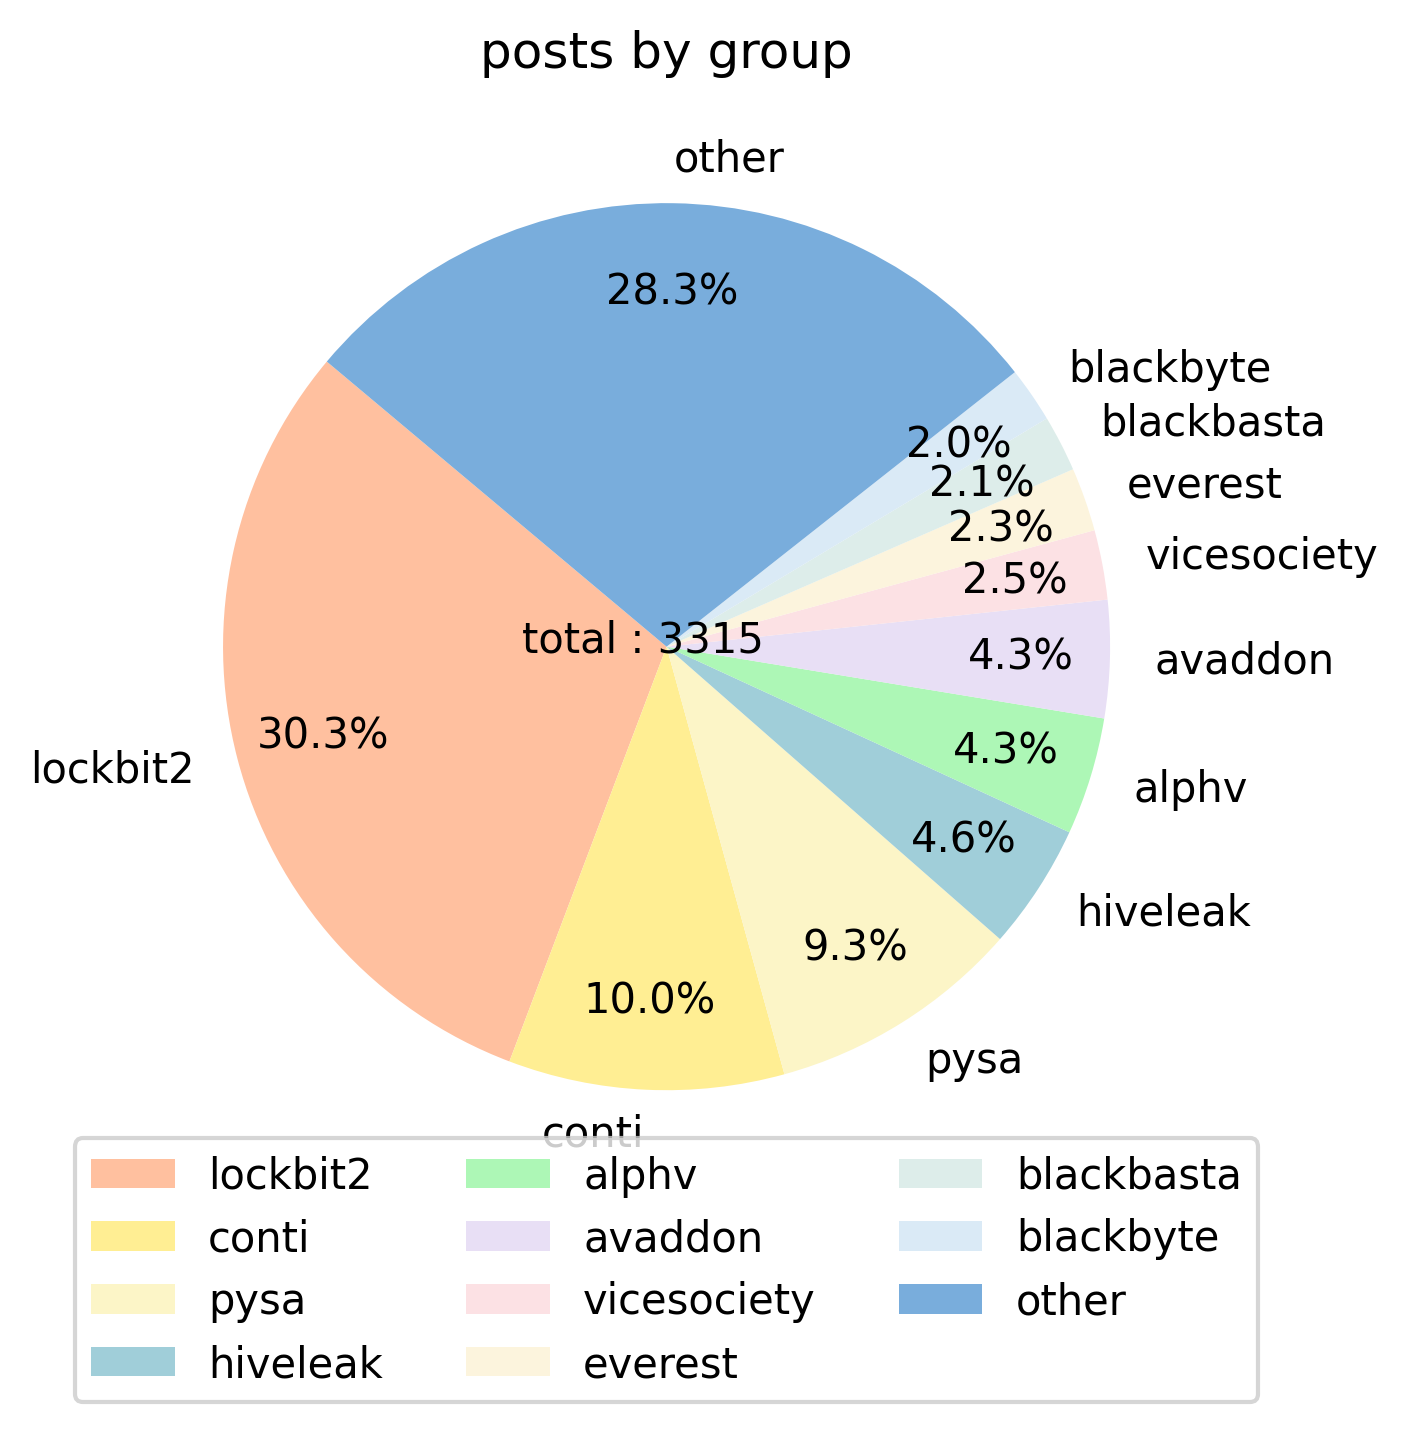 posts by group
other
28.3%
blackbyte
2.0%
blackbasta
2.1%
everest
2.3%
vicesociety
2.5%
total : 3315
avaddon
4.3%
30.3%
lockbit2
4.3%
alphv
4.6%
hiveleak
9.3%
pysa
10.0%
conti
lockbit2
conti
pysa
hiveleak
alphv
avaddon
vicesociety
everest
blackbasta
blackbyte
other